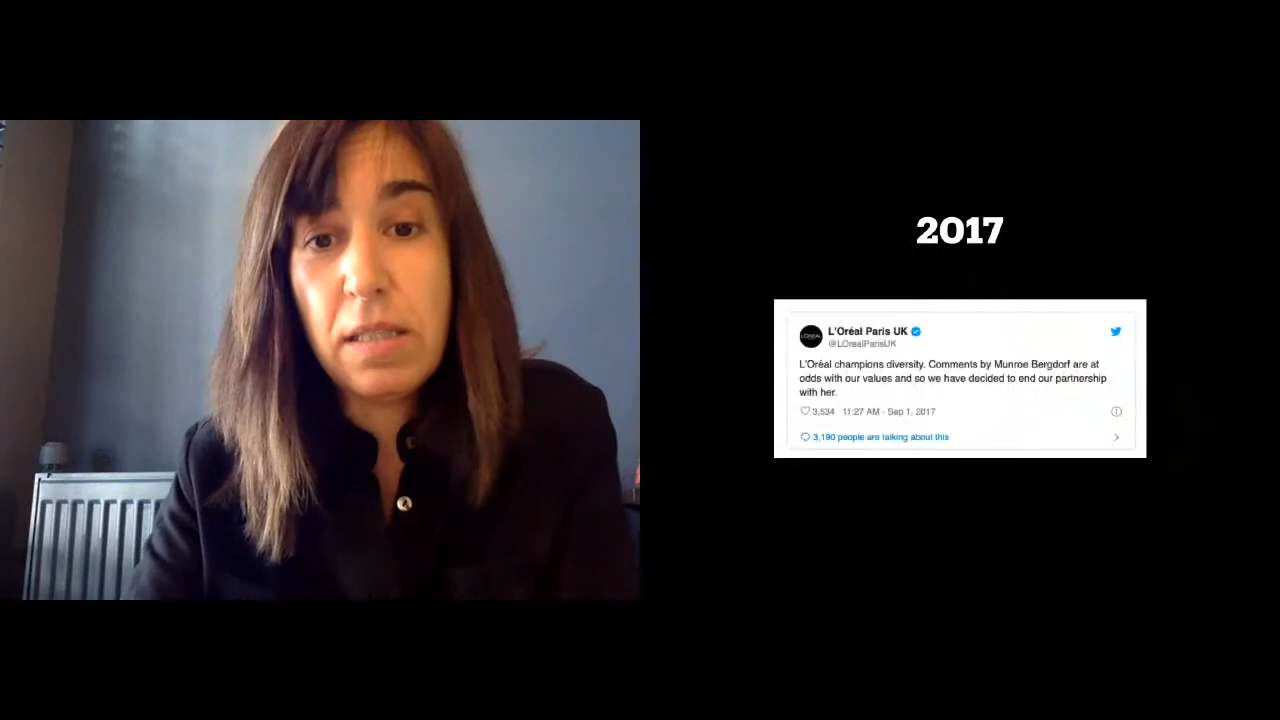 2017
L'Oréal Paris UK
@LOrealParisUK
L'Oréal champions diversity. Comments by Munroe Bergdorf are at
odds with our values and so we have decided to end our partnership
with her.
3,534 11:27 AM - Sep 1, 2017
3,190 people are talking about this